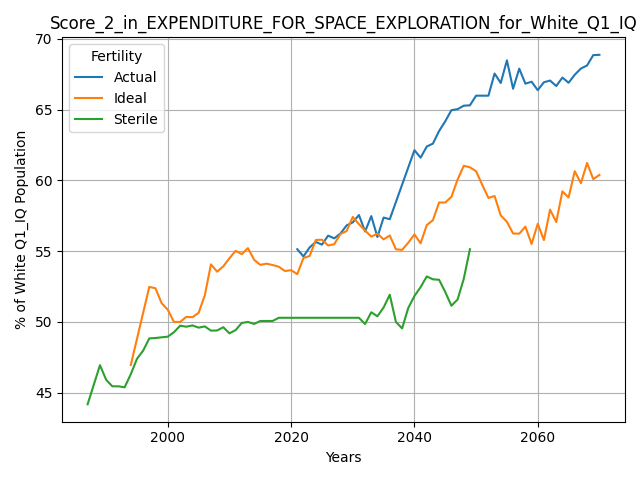 Score_2_in_EXPENDITURE_FOR_SPACE_EXPLORATION_for_White_Q1_IQ
Fertility
Actual
Ideal
Sterile
% of White Q1_IQ Population
70
65
60
55
50
45
2000
2020
2040
2060
Years